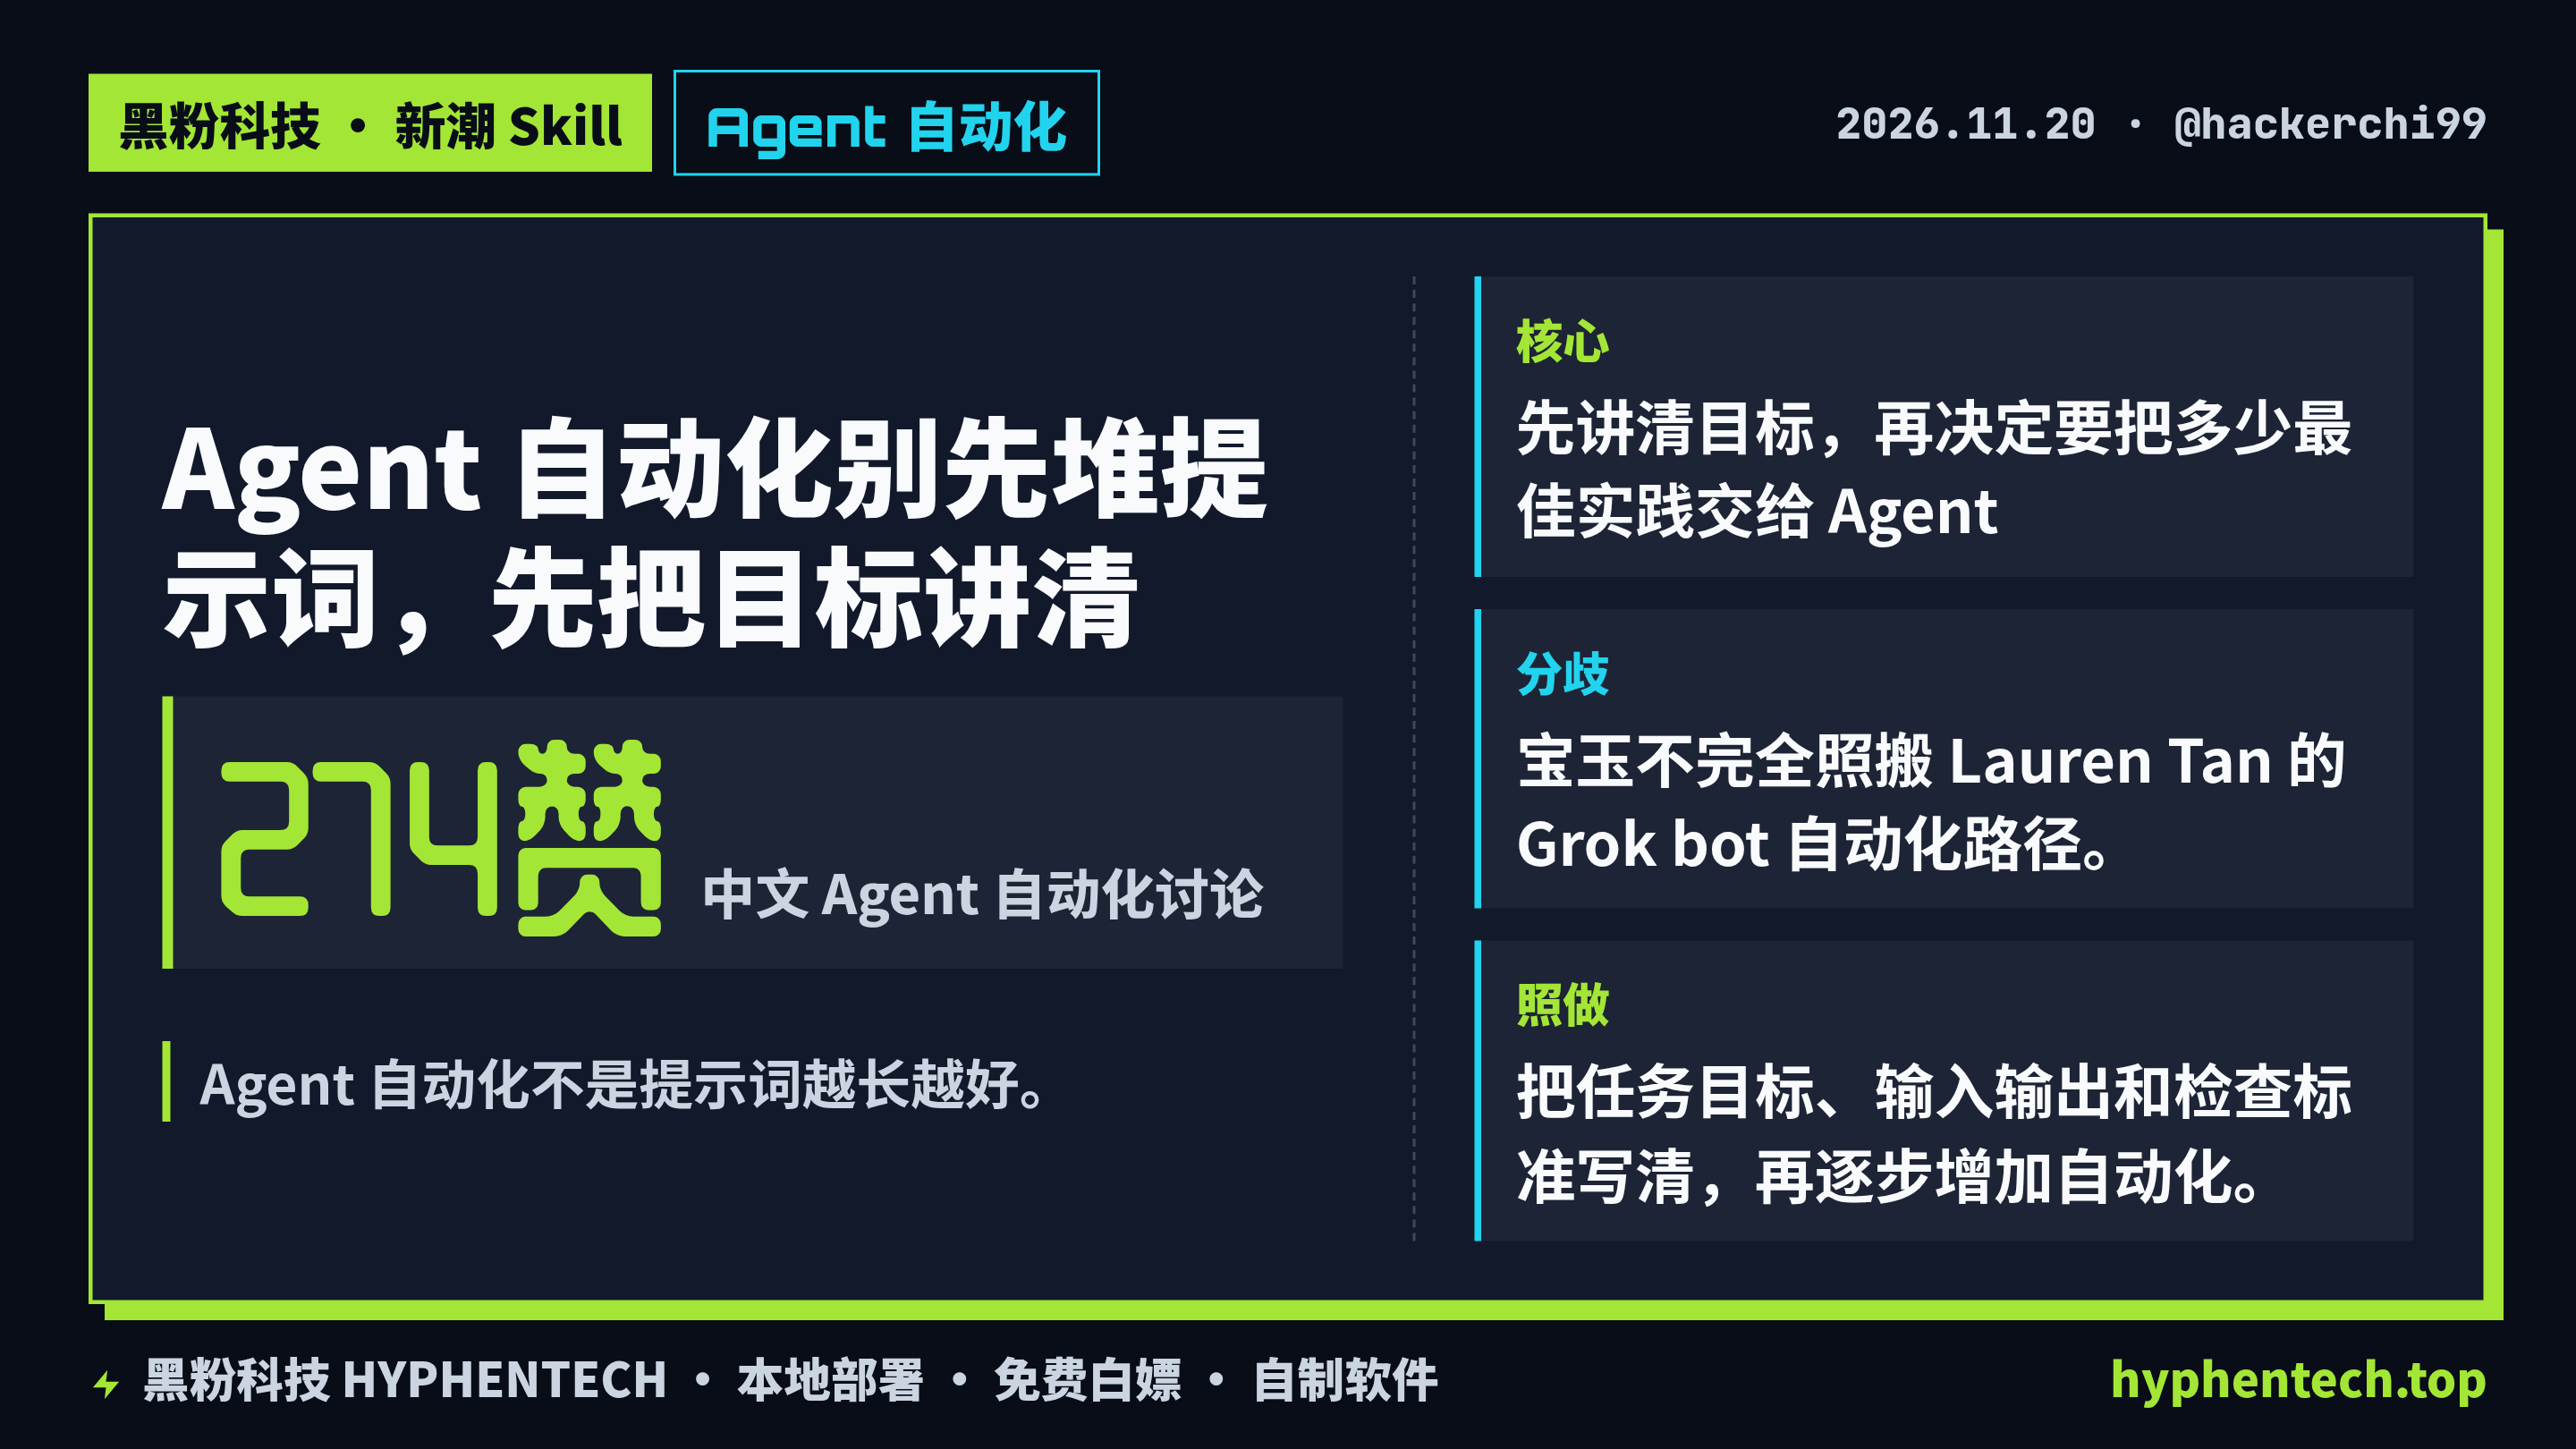 黑粉科技 · 新潮 Skill
Agent 自动化
2026.11.20 · @hackerchi99
Agent 自动化别先堆提
示词，先把目标讲清
274赞 中文 Agent 自动化讨论
Agent 自动化不是提示词越长越好。
核心
先讲清目标，再决定要把多少最
佳实践交给 Agent
分歧
宝玉不完全照搬 Lauren Tan 的
Grok bot 自动化路径。
照做
把任务目标、输入输出和检查标
准写清，再逐步增加自动化。
黑粉科技 HYPHENTECH · 本地部署 · 免费白嫖 · 自制软件
hyphentech.top